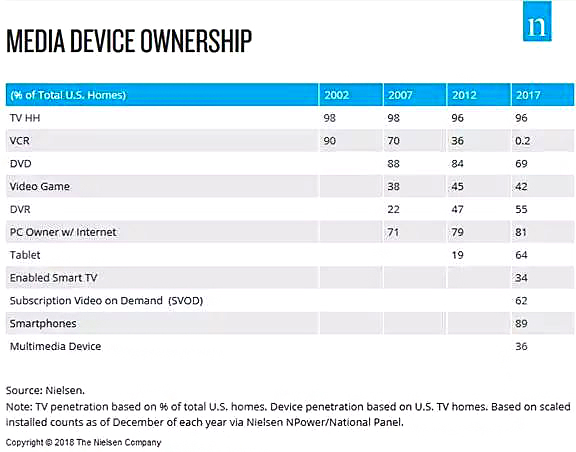 n
MEDIA DEVICE OWNERSHIP
(% of Total U.S. Homes) 2002 2007 2012 2017
TV HH 98 98 96 96
VCR 90 70 36 0.2
DVD 88 84 69
Video Game 38 45 42
DVR 22 47 55
PC Owner w/ Internet 71 79 81
Tablet 19 64
Enabled Smart TV 34
Subscription Video on Demand (SVOD) 62
Smartphones 89
Multimedia Device 36
Source: Nielsen.
Note: TV penetration based on % of total U.S. homes. Device penetration based on U.S. TV homes. Based on scaled
installed counts as of December of each year via Nielsen NPower/National Panel.
Copyright © 2018 The Nielsen Company